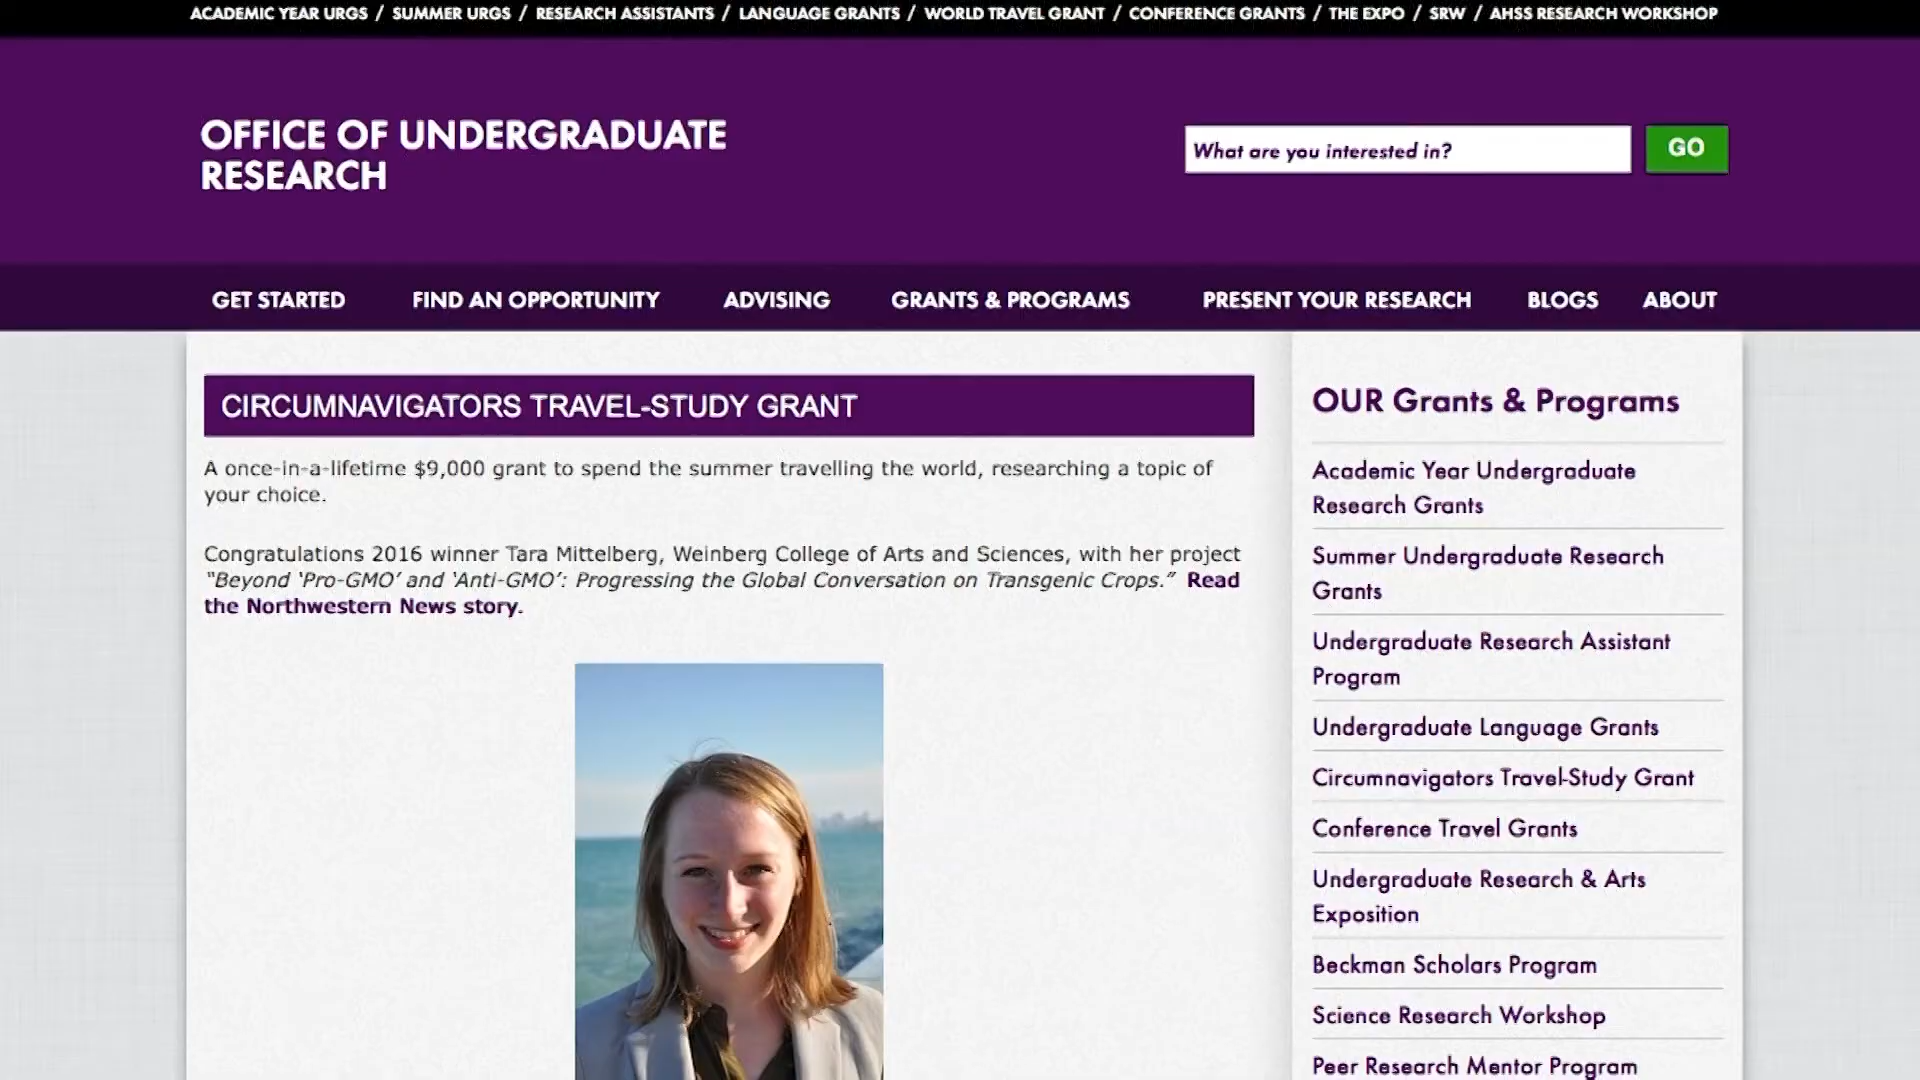 ACADEMIC YEAR URGS / SUMMER URGS / RESEARCH ASSISTANTS / LANGUAGE GRANTS / WORLD TRAVEL GRANT / CONFERENCE GRANTS / THE EXPO / SRW / AHSS RESEARCH WORKSHOP
OFFICE OF UNDERGRADUATE
RESEARCH
What are you interested in?
GO
GET STARTED FIND AN OPPORTUNITY ADVISING GRANTS & PROGRAMS PRESENT YOUR RESEARCH BLOGS ABOUT
CIRCUMNAVIGATORS TRAVEL-STUDY GRANT
A once-in-a-lifetime $9,000 grant to spend the summer travelling the world, researching a topic of
your choice.
Congratulations 2016 winner Tara Mittelberg, Weinberg College of Arts and Sciences, with her project
“Beyond ‘Pro-GMO’ and ‘Anti-GMO’: Progressing the Global Conversation on Transgenic Crops.” Read
the Northwestern News story.
OUR Grants & Programs
Academic Year Undergraduate
Research Grants
Summer Undergraduate Research
Grants
Undergraduate Research Assistant
Program
Undergraduate Language Grants
Circumnavigators Travel-Study Grant
Conference Travel Grants
Undergraduate Research & Arts
Exposition
Beckman Scholars Program
Science Research Workshop
Peer Research Mentor Program